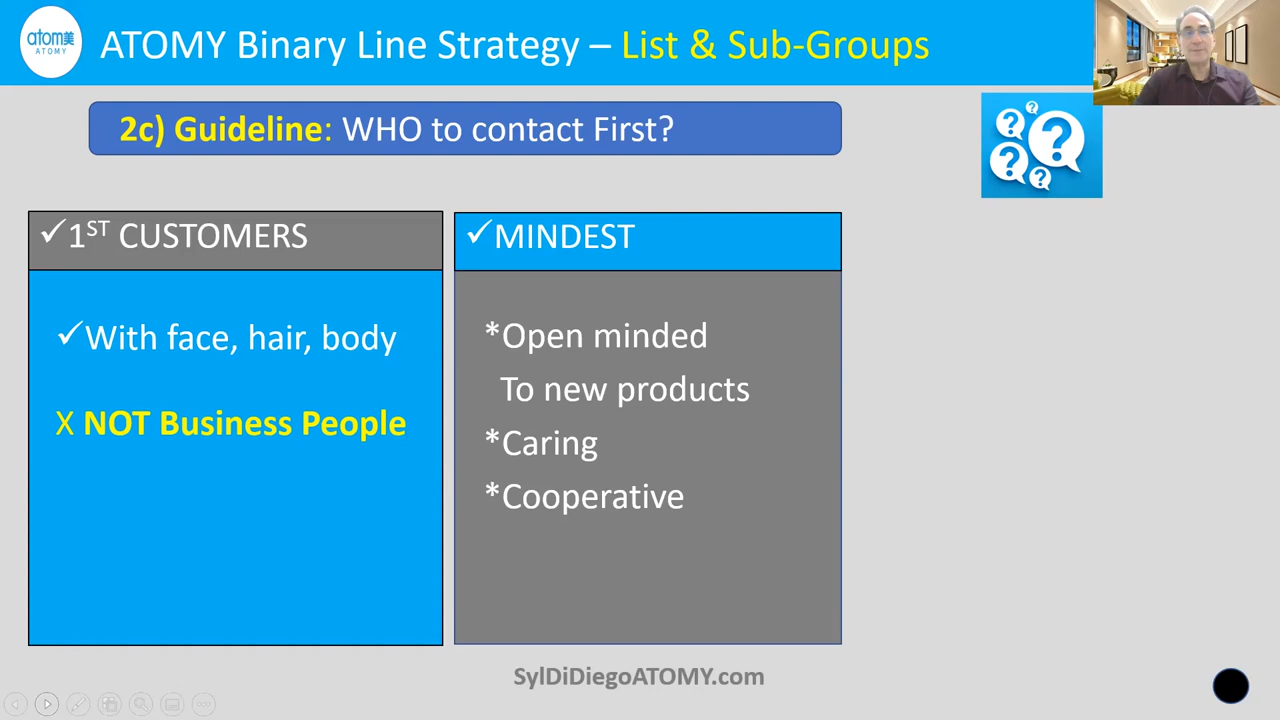 atom美
ATOMY
ATOMY Binary Line Strategy – List & Sub-Groups
2c) Guideline: WHO to contact First?
? ? ? ? ?
✓1ST CUSTOMERS
✓With face, hair, body
X NOT Business People
✓MINDEST
*Open minded
To new products
*Caring
*Cooperative
SylDiDiegoATOMY.com